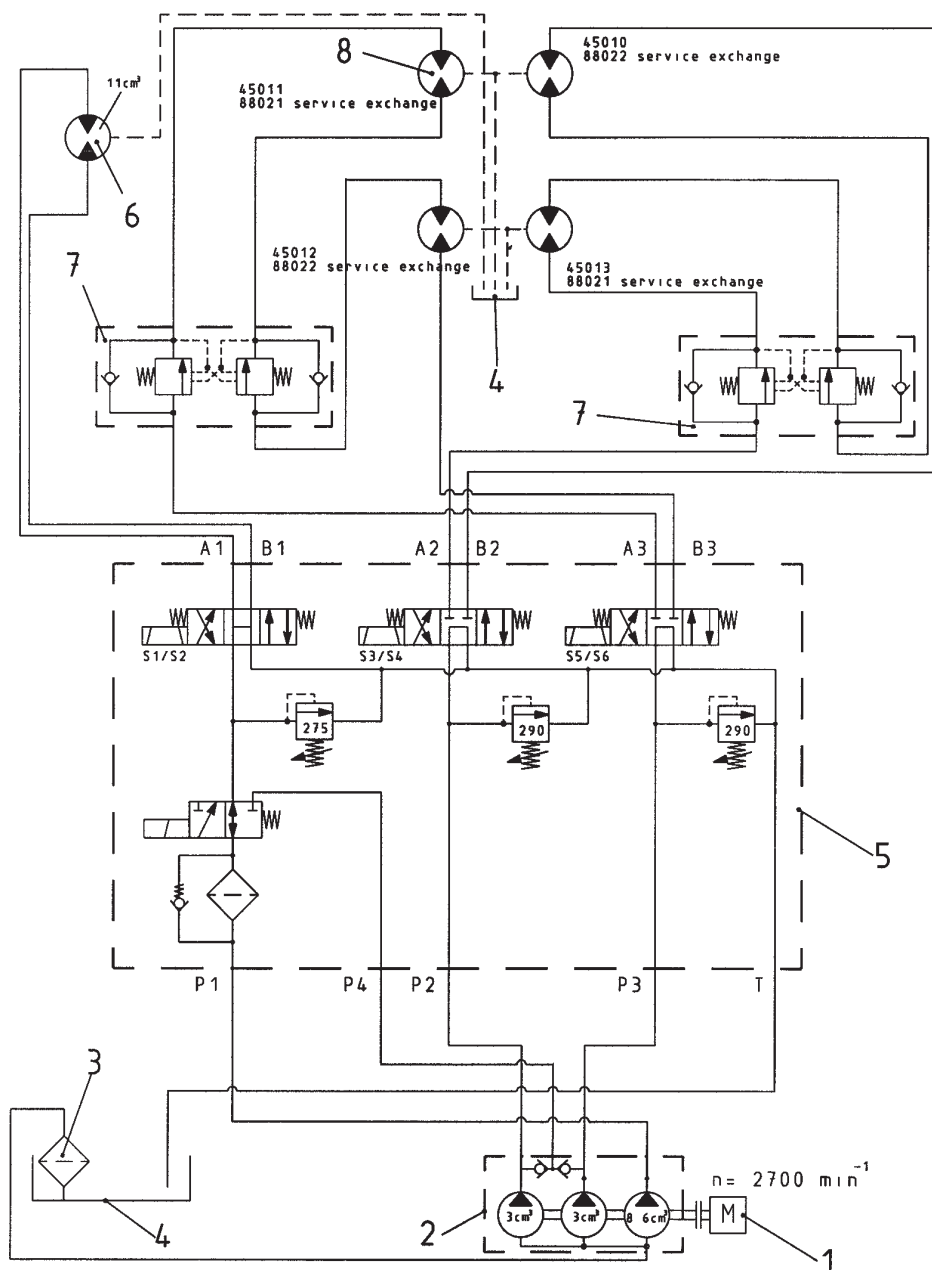 8
45010
88022 service exchange
45011
88021 service exchange
11cm³
6
7
45012
88022 service exchange
45013
88021 service exchange
4
7
A1 B1 A2 B2 A3 B3
S1/S2 S3/S4 S5/S6
275 290 290
5
P1 P4 P2 P3 T
3
n= 2700 min⁻¹
2 3cm³ 3cm³ 8 6cm³ M
4 1